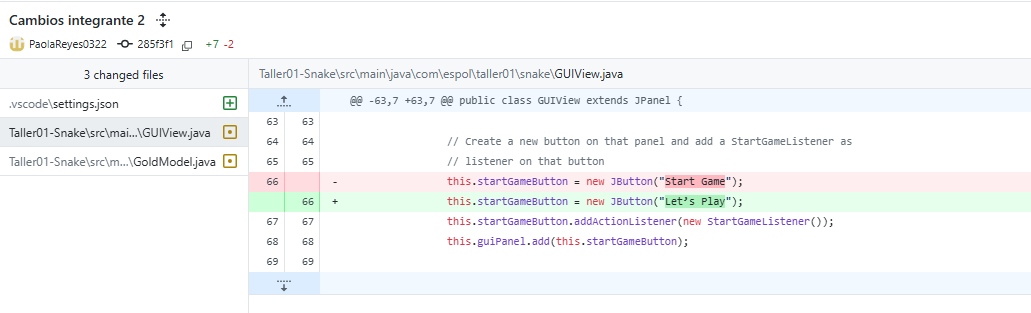 Cambios integrante 2
PaolaReyes0322 285f3f1 +7 -2
3 changed files
.vscode\settings.json
Taller01-Snake\src\mai...\GUIView.java
Taller01-Snake\src\m...\GoldModel.java
Taller01-Snake\src\main\java\com\espol\taller01\snake\GUIView.java
@@ -63,7 +63,7 @@ public class GUIView extends JPanel {
63 63
64 64 // Create a new button on that panel and add a StartGameListener as
65 65 // listener on that button
66 - this.startGameButton = new JButton("Start Game");
66 + this.startGameButton = new JButton("Let’s Play");
67 67 this.startGameButton.addActionListener(new StartGameListener());
68 68 this.guiPanel.add(this.startGameButton);
69 69